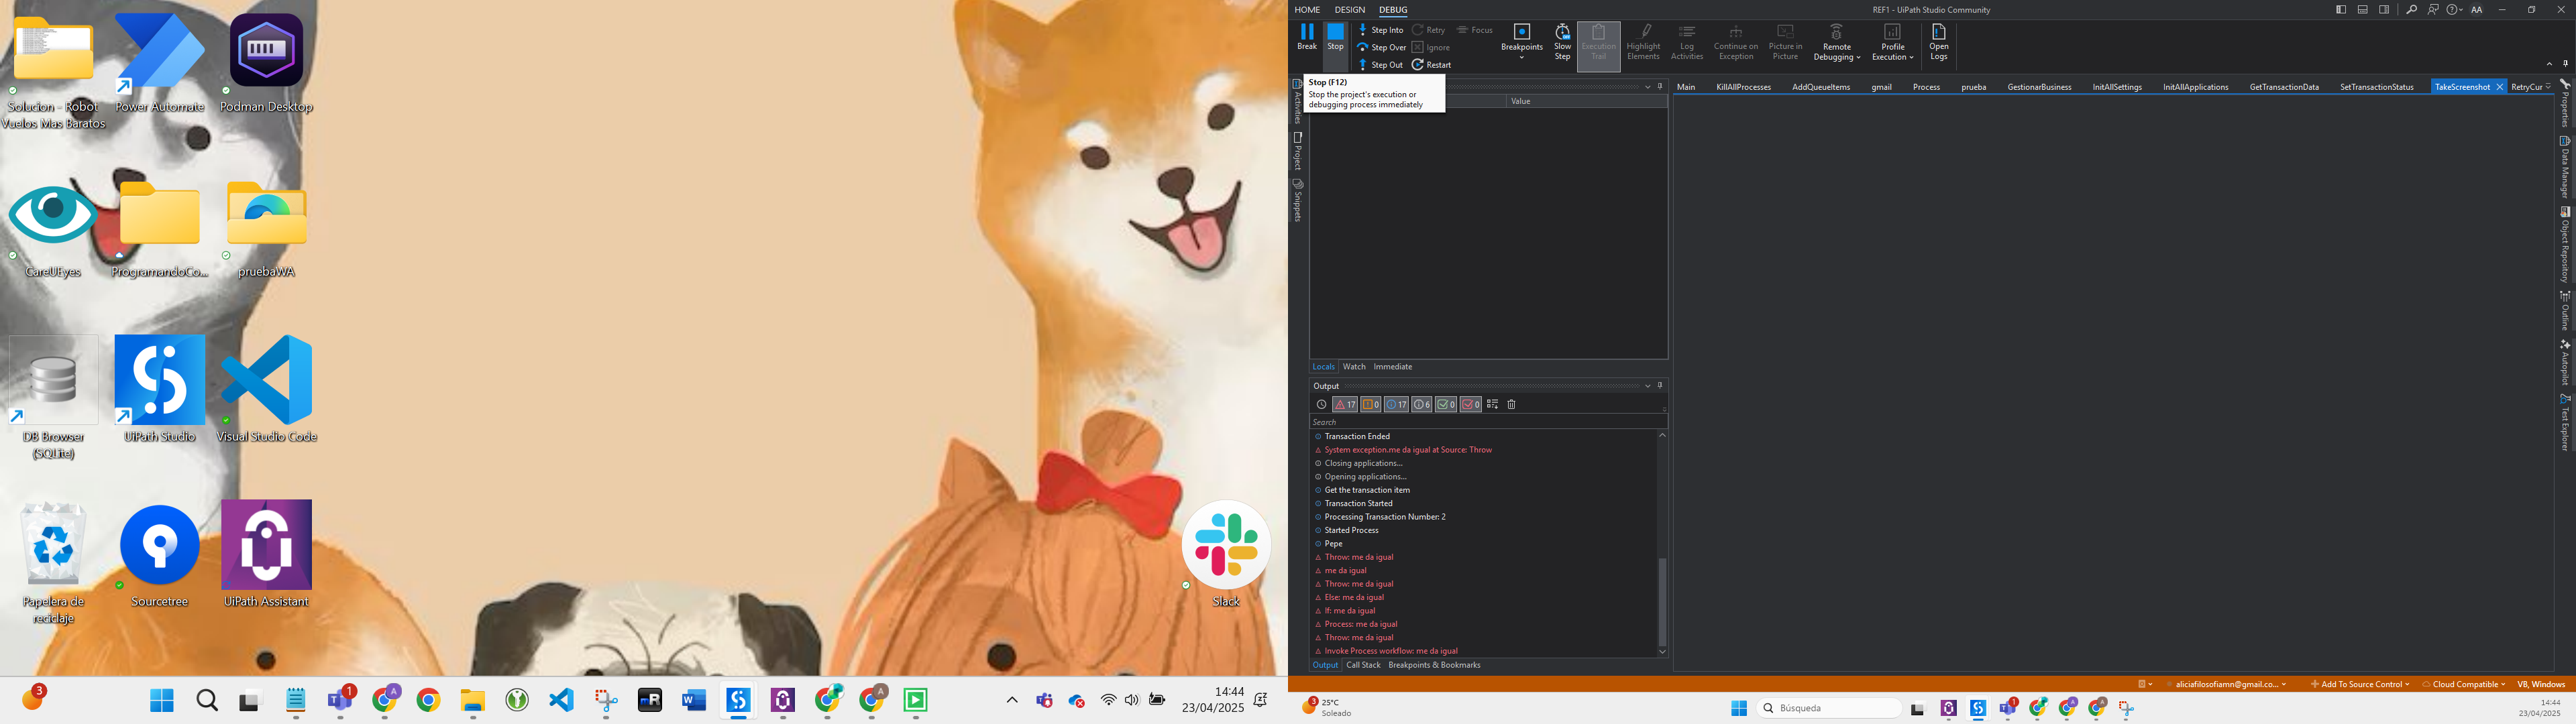 Solucion - Robot
Vuelos Mas Baratos
Power Automate
Podman Desktop
CareUEyes
ProgramandoCo...
pruebaWA
DB Browser
(SQLite)
UiPath Studio
Visual Studio Code
Papelera de
reciclaje
Sourcetree
UiPath Assistant
Slack
3
1
A
A
14:44
23/04/2025
HOME DESIGN DEBUG
REF1 - UiPath Studio Community
AA
Break
Stop
Step Into
Step Over
Step Out
Retry
Ignore
Restart
Focus
Breakpoints
Slow
Step
Execution
Trail
Highlight
Elements
Log
Activities
Continue on
Exception
Picture in
Picture
Remote
Debugging
Profile
Execution
Open
Logs
Stop (F12)
Stop the project's execution or
debugging process immediately
Value
Activities
Project
Snippets
Main KillAllProcesses AddQueueItems gmail Process prueba GestionarBusiness InitAllSettings InitAllApplications GetTransactionData SetTransactionStatus TakeScreenshot RetryCur
Properties
Data Manager
Object Repository
Outline
Autopilot
Test Explorer
Locals Watch Immediate
Output
17 0 17 6 0 0
Search
Transaction Ended
System exception.me da igual at Source: Throw
Closing applications...
Opening applications...
Get the transaction item
Transaction Started
Processing Transaction Number: 2
Started Process
Pepe
Throw: me da igual
me da igual
Throw: me da igual
Else: me da igual
If: me da igual
Process: me da igual
Throw: me da igual
Invoke Process workflow: me da igual
Output Call Stack Breakpoints & Bookmarks
aliciafilosofiamn@gmail.co... Add To Source Control Cloud Compatible VB, Windows
3
25°C
Soleado
Búsqueda
1
A
A
14:44
23/04/2025